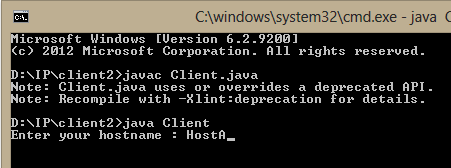 C:\windows\system32\cmd.exe - java
Microsoft Windows [Version 6.2.9200]
(c) 2012 Microsoft Corporation. All rights reserved.
D:\IP\client2>javac Client.java
Note: Client.java uses or overrides a deprecated API.
Note: Recompile with -Xlint:deprecation for details.
D:\IP\client2>java Client
Enter your hostname : HostA_